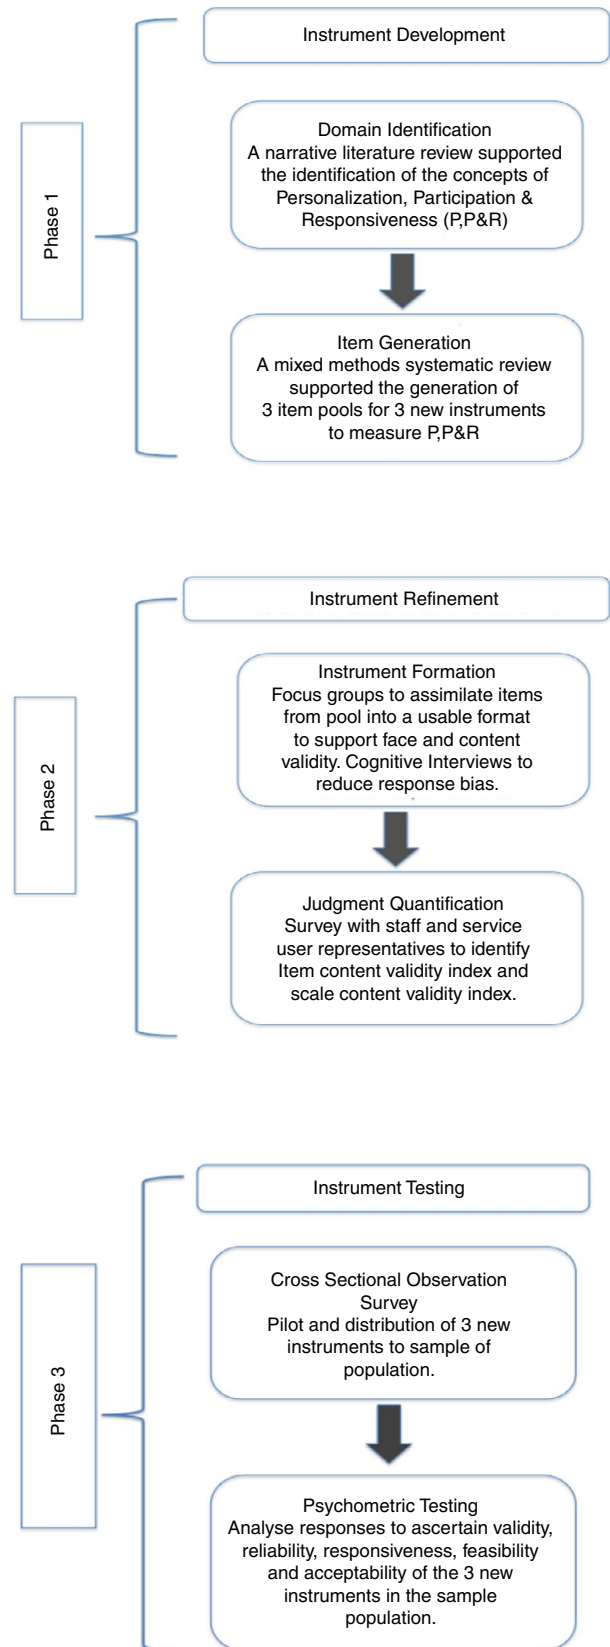 Phase 1
Instrument Development
Domain Identification
A narrative literature review supported
the identification of the concepts of
Personalization, Participation &
Responsiveness (P,P&R)
Item Generation
A mixed methods systematic review
supported the generation of
3 item pools for 3 new instruments
to measure P,P&R
Phase 2
Instrument Refinement
Instrument Formation
Focus groups to assimilate items
from pool into a usable format
to support face and content
validity. Cognitive Interviews to
reduce response bias.
Judgment Quantification
Survey with staff and service
user representatives to identify
Item content validity index and
scale content validity index.
Phase 3
Instrument Testing
Cross Sectional Observation
Survey
Pilot and distribution of 3 new
instruments to sample of
population.
Psychometric Testing
Analyse responses to ascertain validity,
reliability, responsiveness, feasibility
and acceptability of the 3 new
instruments in the sample
population.